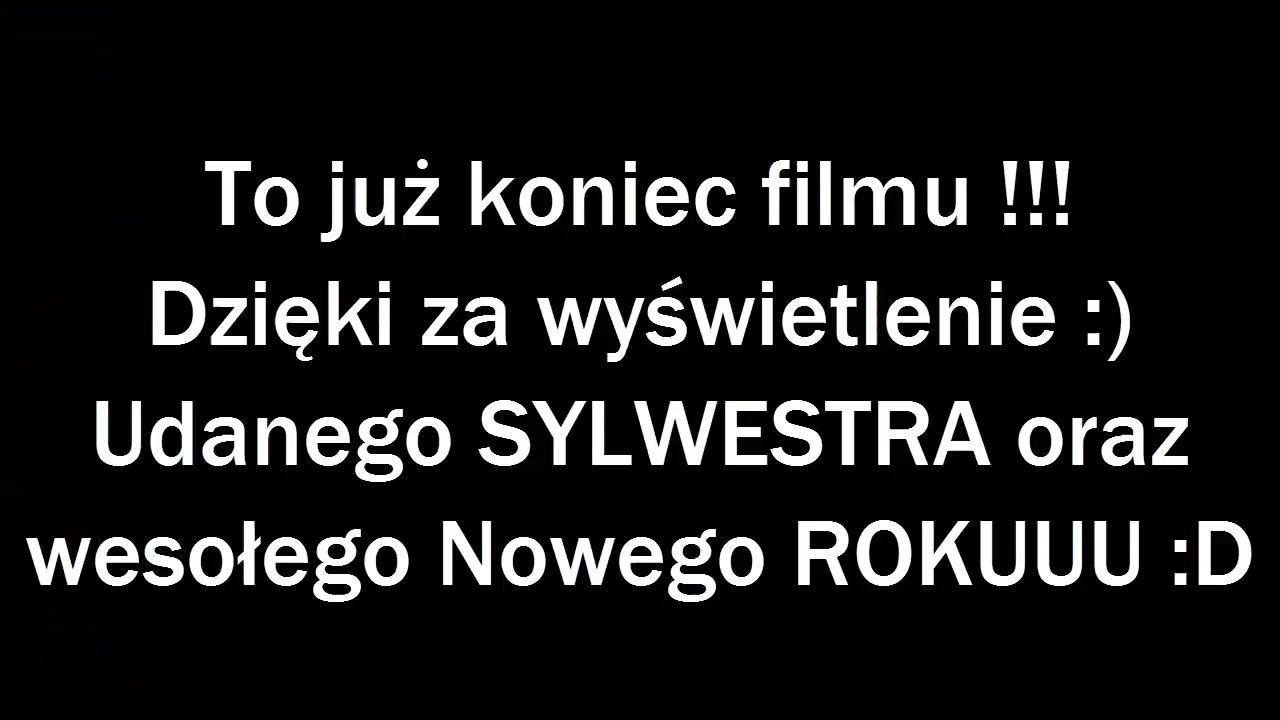 To już koniec filmu !!!
Dzięki za wyświetlenie :)
Udanego SYLWESTRA oraz
wesołego Nowego ROKUUU :D